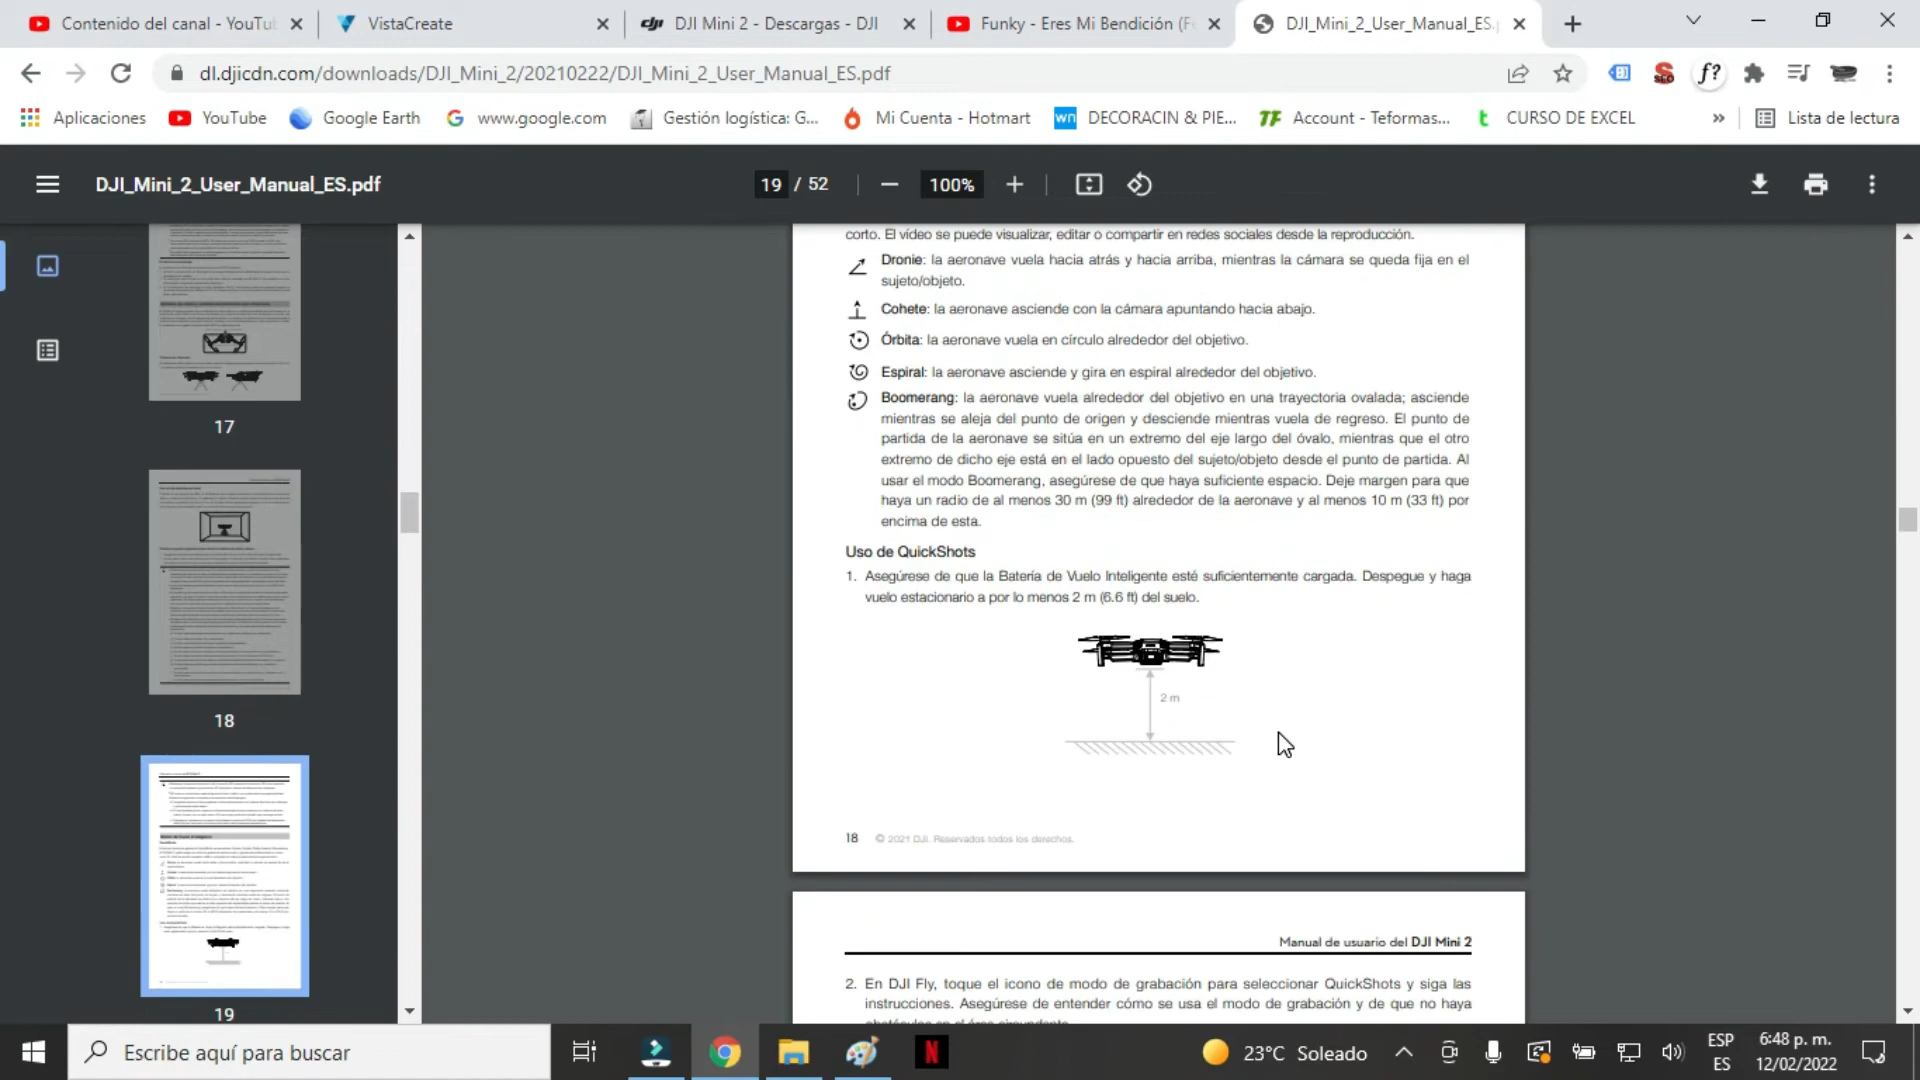 Contenido del canal - YouTu
VistaCreate
dji DJI Mini 2 - Descargas - DJI
Funky - Eres Mi Bendición (Fe
DJI_Mini_2_User_Manual_ES.
dl.djicdn.com/downloads/DJI_Mini_2/20210222/DJI_Mini_2_User_Manual_ES.pdf
SEO
f?
Aplicaciones
YouTube
Google Earth
www.google.com
Gestión logística: G...
Mi Cuenta - Hotmart
wn DECORACIN & PIE...
TF Account - Teformas...
t CURSO DE EXCEL
»
Lista de lectura
DJI_Mini_2_User_Manual_ES.pdf
19 / 52
100%
17
18
19
corto. El vídeo se puede visualizar, editar o compartir en redes sociales desde la reproducción.
Dronie: la aeronave vuela hacia atrás y hacia arriba, mientras la cámara se queda fija en el
sujeto/objeto.
Cohete: la aeronave asciende con la cámara apuntando hacia abajo.
Órbita: la aeronave vuela en círculo alrededor del objetivo.
Espiral: la aeronave asciende y gira en espiral alrededor del objetivo.
Boomerang: la aeronave vuela alrededor del objetivo en una trayectoria ovalada; asciende
mientras se aleja del punto de origen y desciende mientras vuela de regreso. El punto de
partida de la aeronave se sitúa en un extremo del eje largo del óvalo, mientras que el otro
extremo de dicho eje está en el lado opuesto del sujeto/objeto desde el punto de partida. Al
usar el modo Boomerang, asegúrese de que haya suficiente espacio. Deje margen para que
haya un radio de al menos 30 m (99 ft) alrededor de la aeronave y al menos 10 m (33 ft) por
encima de esta.
Uso de QuickShots
1. Asegúrese de que la Batería de Vuelo Inteligente esté suficientemente cargada. Despegue y haga
vuelo estacionario a por lo menos 2 m (6.6 ft) del suelo.
2 m
18 © 2021 DJI. Reservados todos los derechos.
Manual de usuario del DJI Mini 2
2. En DJI Fly, toque el icono de modo de grabación para seleccionar QuickShots y siga las
instrucciones. Asegúrese de entender cómo se usa el modo de grabación y de que no haya
Escribe aquí para buscar
N
23°C Soleado
ESP
ES
6:48 p. m.
12/02/2022